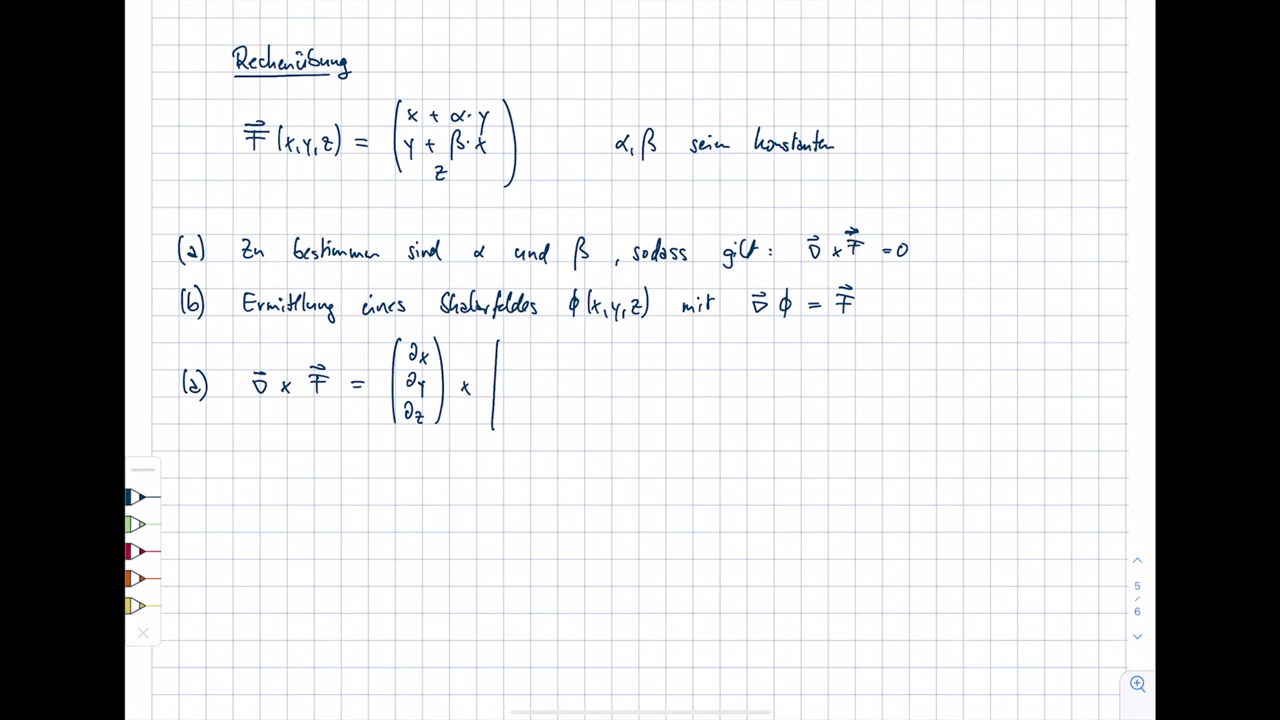 Rechenübung
F⃗(x,y,z) = (x + α·y
y + β·x
z) α, β seien Konstanten
(a) Zu bestimmen sind α und β, sodass gilt: ∇⃗ × F⃗ = 0
(b) Ermittlung eines Skalarfeldes ϕ(x,y,z) mit ∇⃗ϕ = F⃗
(a) ∇⃗ × F⃗ = (∂x
∂y
∂z) × (
5
/
6